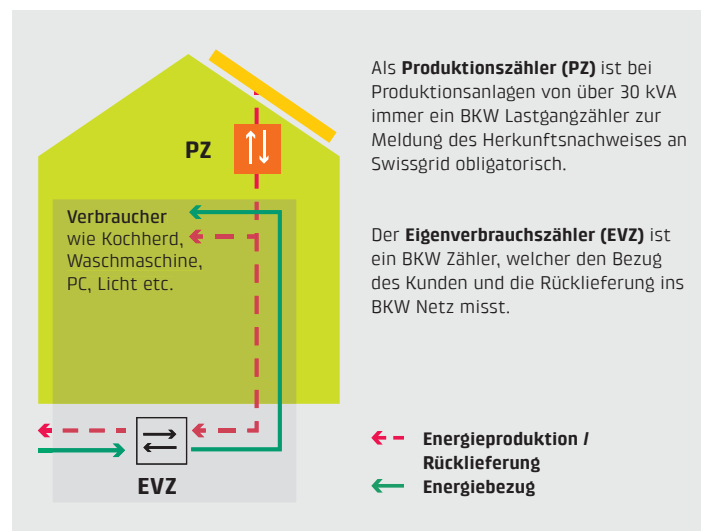 PZ
Verbraucher
wie Kochherd,
Waschmaschine,
PC, Licht etc.
EVZ
Als Produktionszähler (PZ) ist bei
Produktionsanlagen von über 30 kVA
immer ein BKW Lastgangzähler zur
Meldung des Herkunftsnachweises an
Swissgrid obligatorisch.
Der Eigenverbrauchszähler (EVZ) ist
ein BKW Zähler, welcher den Bezug
des Kunden und die Rücklieferung ins
BKW Netz misst.
Energieproduktion /
Rücklieferung
Energiebezug